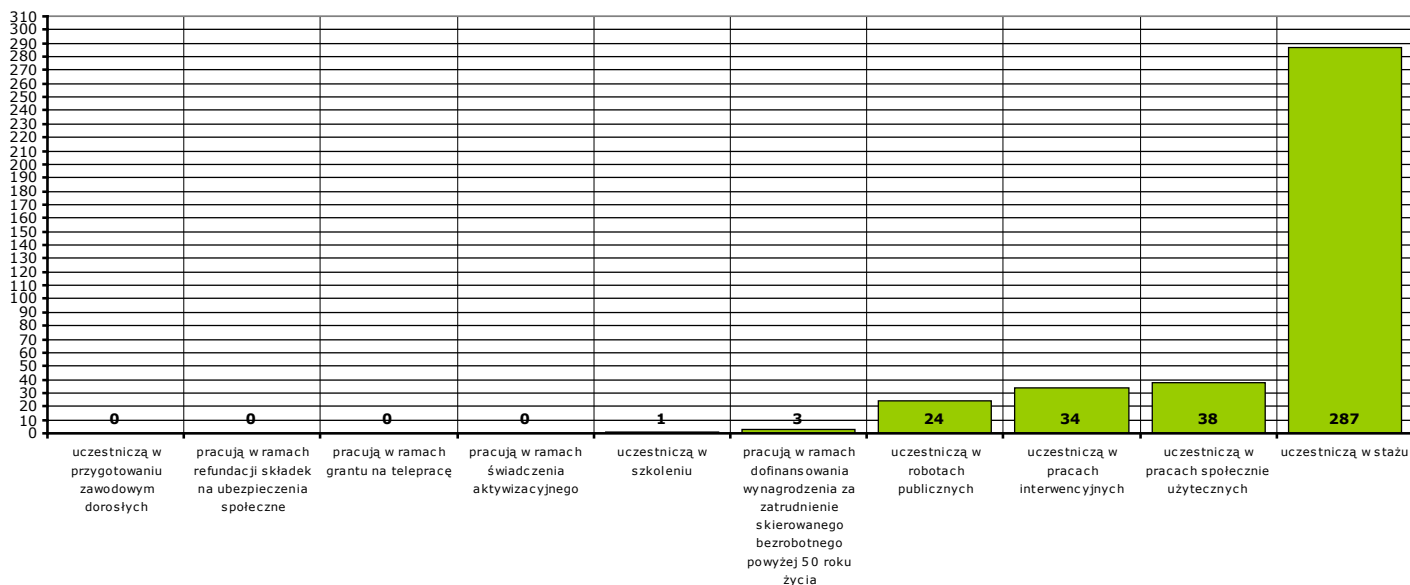 310
300
290
280
270
260
250
240
230
220
210
200
190
180
170
160
150
140
130
120
110
100
90
80
70
60
50
40
30
20
10
0
0
0
0
0
1
3
24
34
38
287
uczestniczą w
przygotowaniu
zawodowym
dorosłych
pracują w ramach
refundacji składek
na ubezpieczenia
społeczne
pracują w ramach
grantu na telepracę
pracują w ramach
świadczenia
aktywizacyjnego
uczestniczą w
szkoleniu
pracują w ramach
dofinansowania
wynagrodzenia za
zatrudnienie
skierowanego
bezrobotnego
powyżej 50 roku
życia
uczestniczą w
robotach
publicznych
uczestniczą w
pracach
interwencyjnych
uczestniczą w
pracach społecznie
użytecznych
uczestniczą w stażu